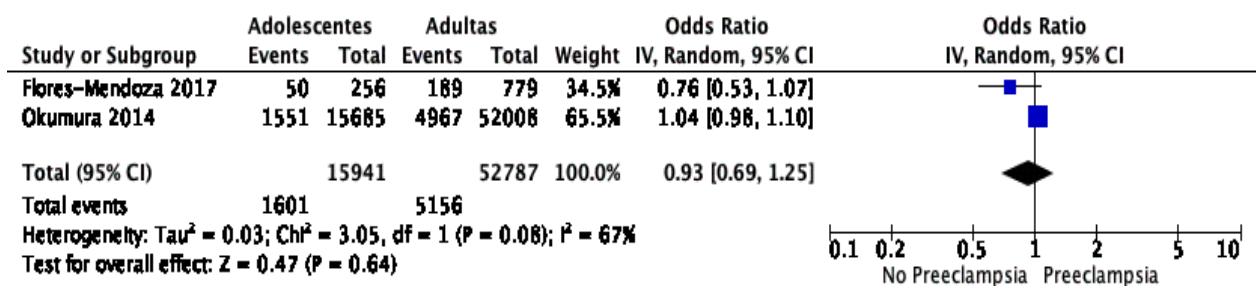 Adolescentes Adultas Odds Ratio Odds Ratio
Study or Subgroup Events Total Events Total Weight IV, Random, 95% CI IV, Random, 95% CI
Flores-Mendoza 2017 50 256 189 779 34.5% 0.76 [0.53, 1.07]
Okumura 2014 1551 15685 4967 52008 65.5% 1.04 [0.98, 1.10]
Total (95% CI) 15941 52787 100.0% 0.93 [0.69, 1.25]
Total events 1601 5156
Heterogeneity: Tau² = 0.03; Chi² = 3.05, df = 1 (P = 0.08); I² = 67%
Test for overall effect: Z = 0.47 (P = 0.64)
0.1 0.2 0.5 1 2 5 10
No Preeclampsia Preeclampsia